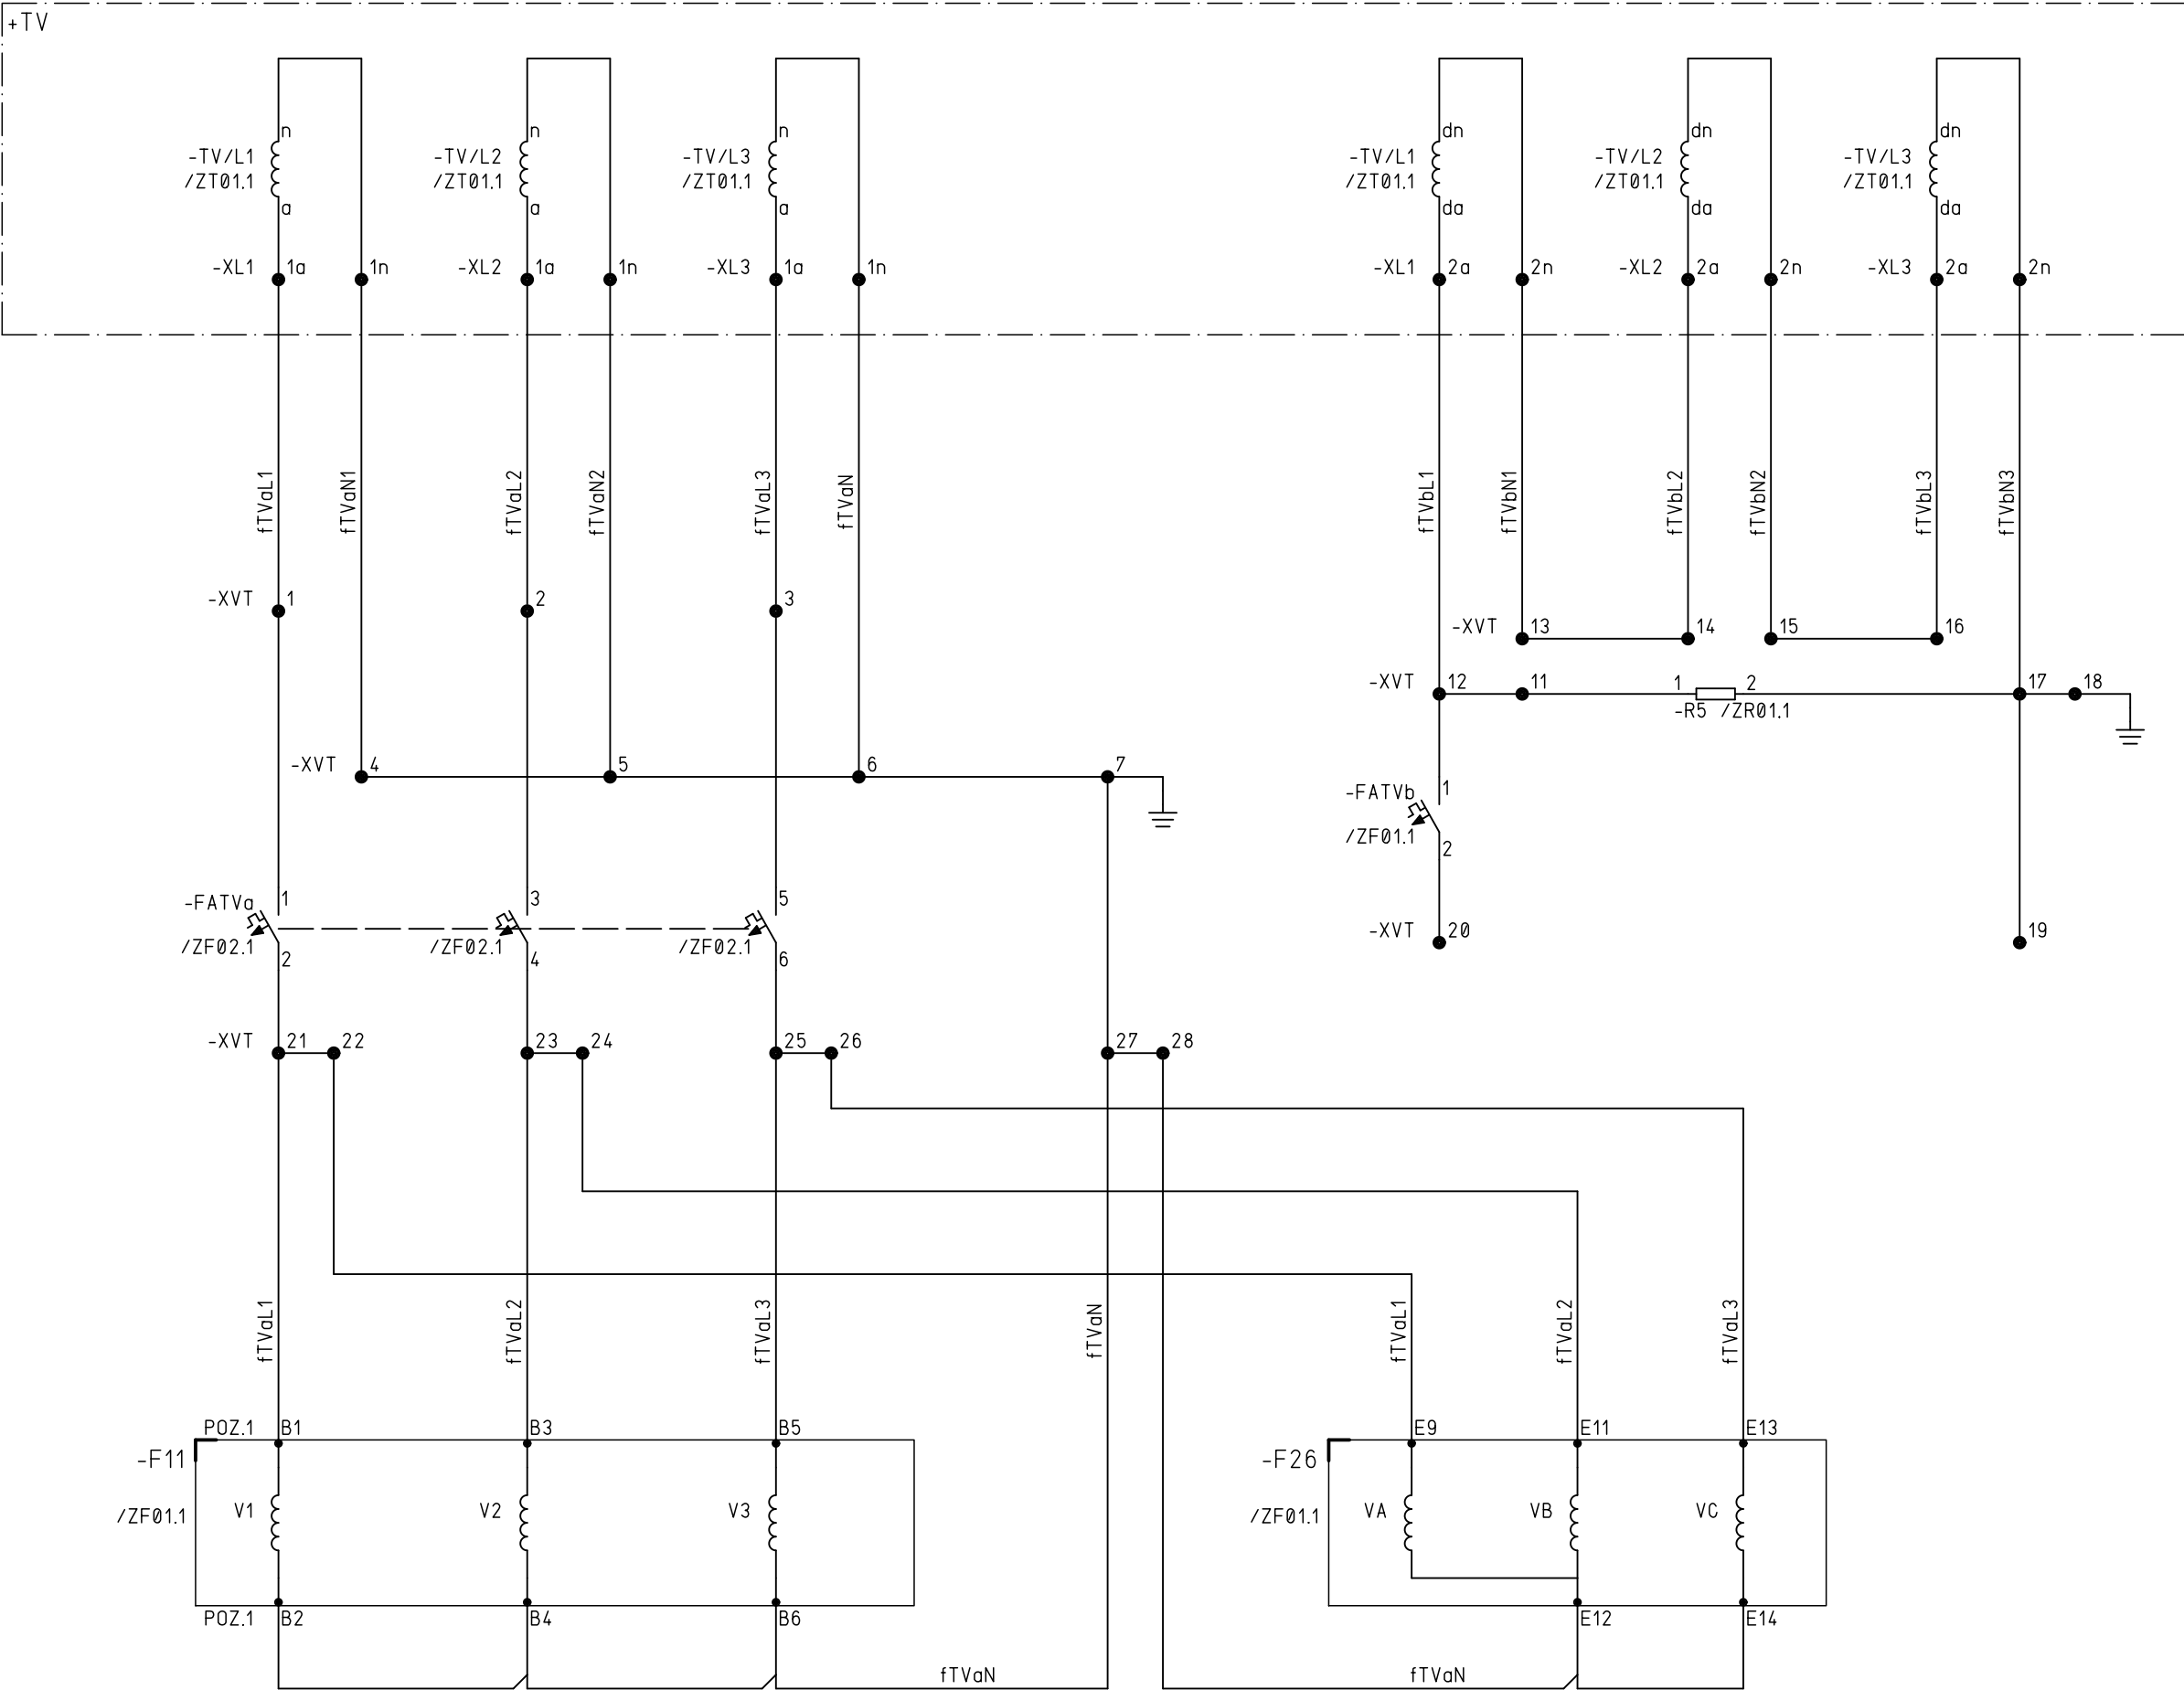 +TV
n n n dn dn dn
-TV/L1 -TV/L2 -TV/L3 -TV/L1 -TV/L2 -TV/L3
/ZT01.1 /ZT01.1 /ZT01.1 /ZT01.1 /ZT01.1 /ZT01.1
a a a da da da
-XL1 1a 1n -XL2 1a 1n -XL3 1a 1n -XL1 2a 2n -XL2 2a 2n -XL3 2a 2n
fTVaL1 fTVaN1 fTVaL2 fTVaN2 fTVaL3 fTVaN fTVbL1 fTVbN1 fTVbL2 fTVbN2 fTVbL3 fTVbN3
-XVT 1 2 3
-XVT 13 14 15 16
-XVT 12 11 1 2 17 18
-R5 /ZR01.1
-XVT 4 5 6 7
-FATVb 1
/ZF01.1
2
-FATVa 1 3 5
-XVT 20 19
/ZF02.1 /ZF02.1 /ZF02.1
2 4 6
-XVT 21 22 23 24 25 26 27 28
fTVaL1 fTVaL2 fTVaL3 fTVaN fTVaL1 fTVaL2 fTVaL3
POZ.1 B1 B3 B5 E9 E11 E13
-F11 -F26
/ZF01.1 V1 V2 V3 /ZF01.1 VA VB VC
POZ.1 B2 B4 B6 E12 E14
fTVaN fTVaN